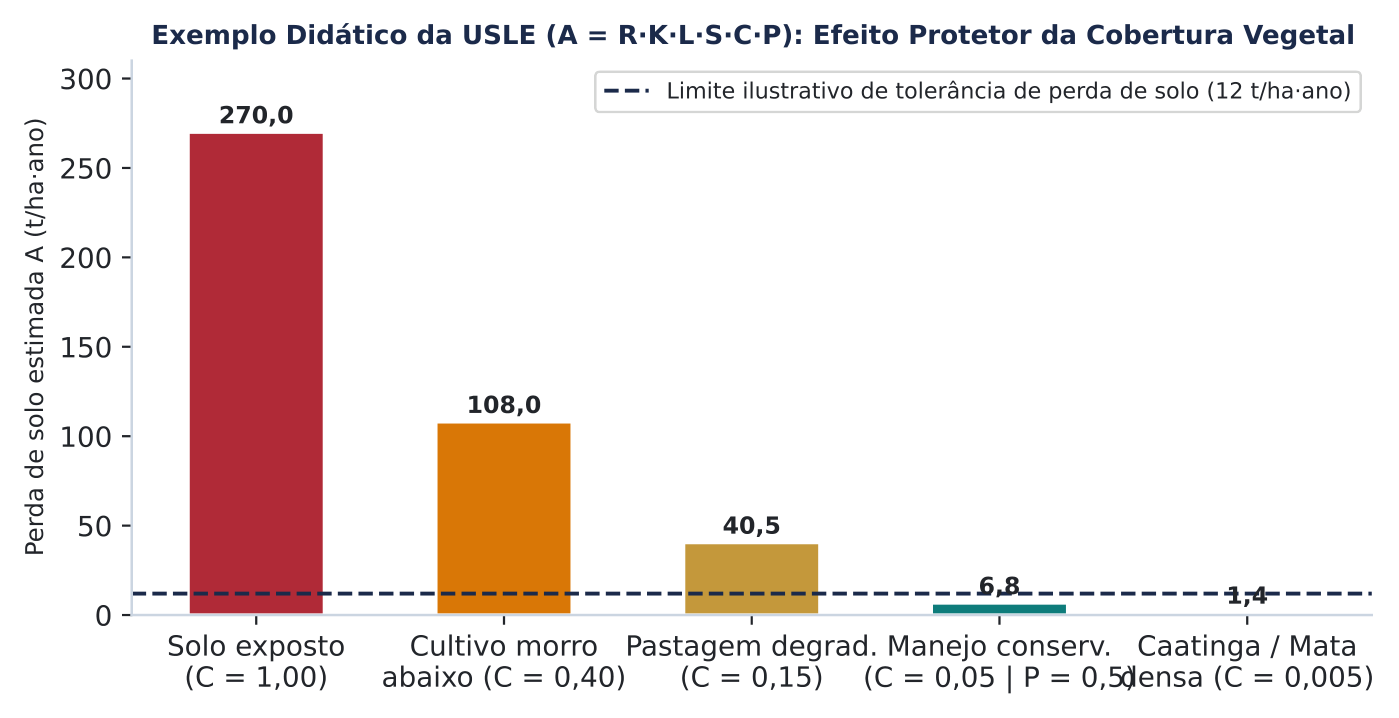 Exemplo Didático da USLE (A = R·K·L·S·C·P): Efeito Protetor da Cobertura Vegetal
Limite ilustrativo de tolerância de perda de solo (12 t/ha·ano)
Perda de solo estimada A (t/ha·ano)
300
250
200
150
100
50
0
270,0
108,0
40,5
6,8
1,4
Solo exposto
(C = 1,00)
Cultivo morro
abaixo (C = 0,40)
Pastagem degrad.
(C = 0,15)
Manejo conserv.
(C = 0,05 | P = 0,5)
Caatinga / Mata
densa (C = 0,005)